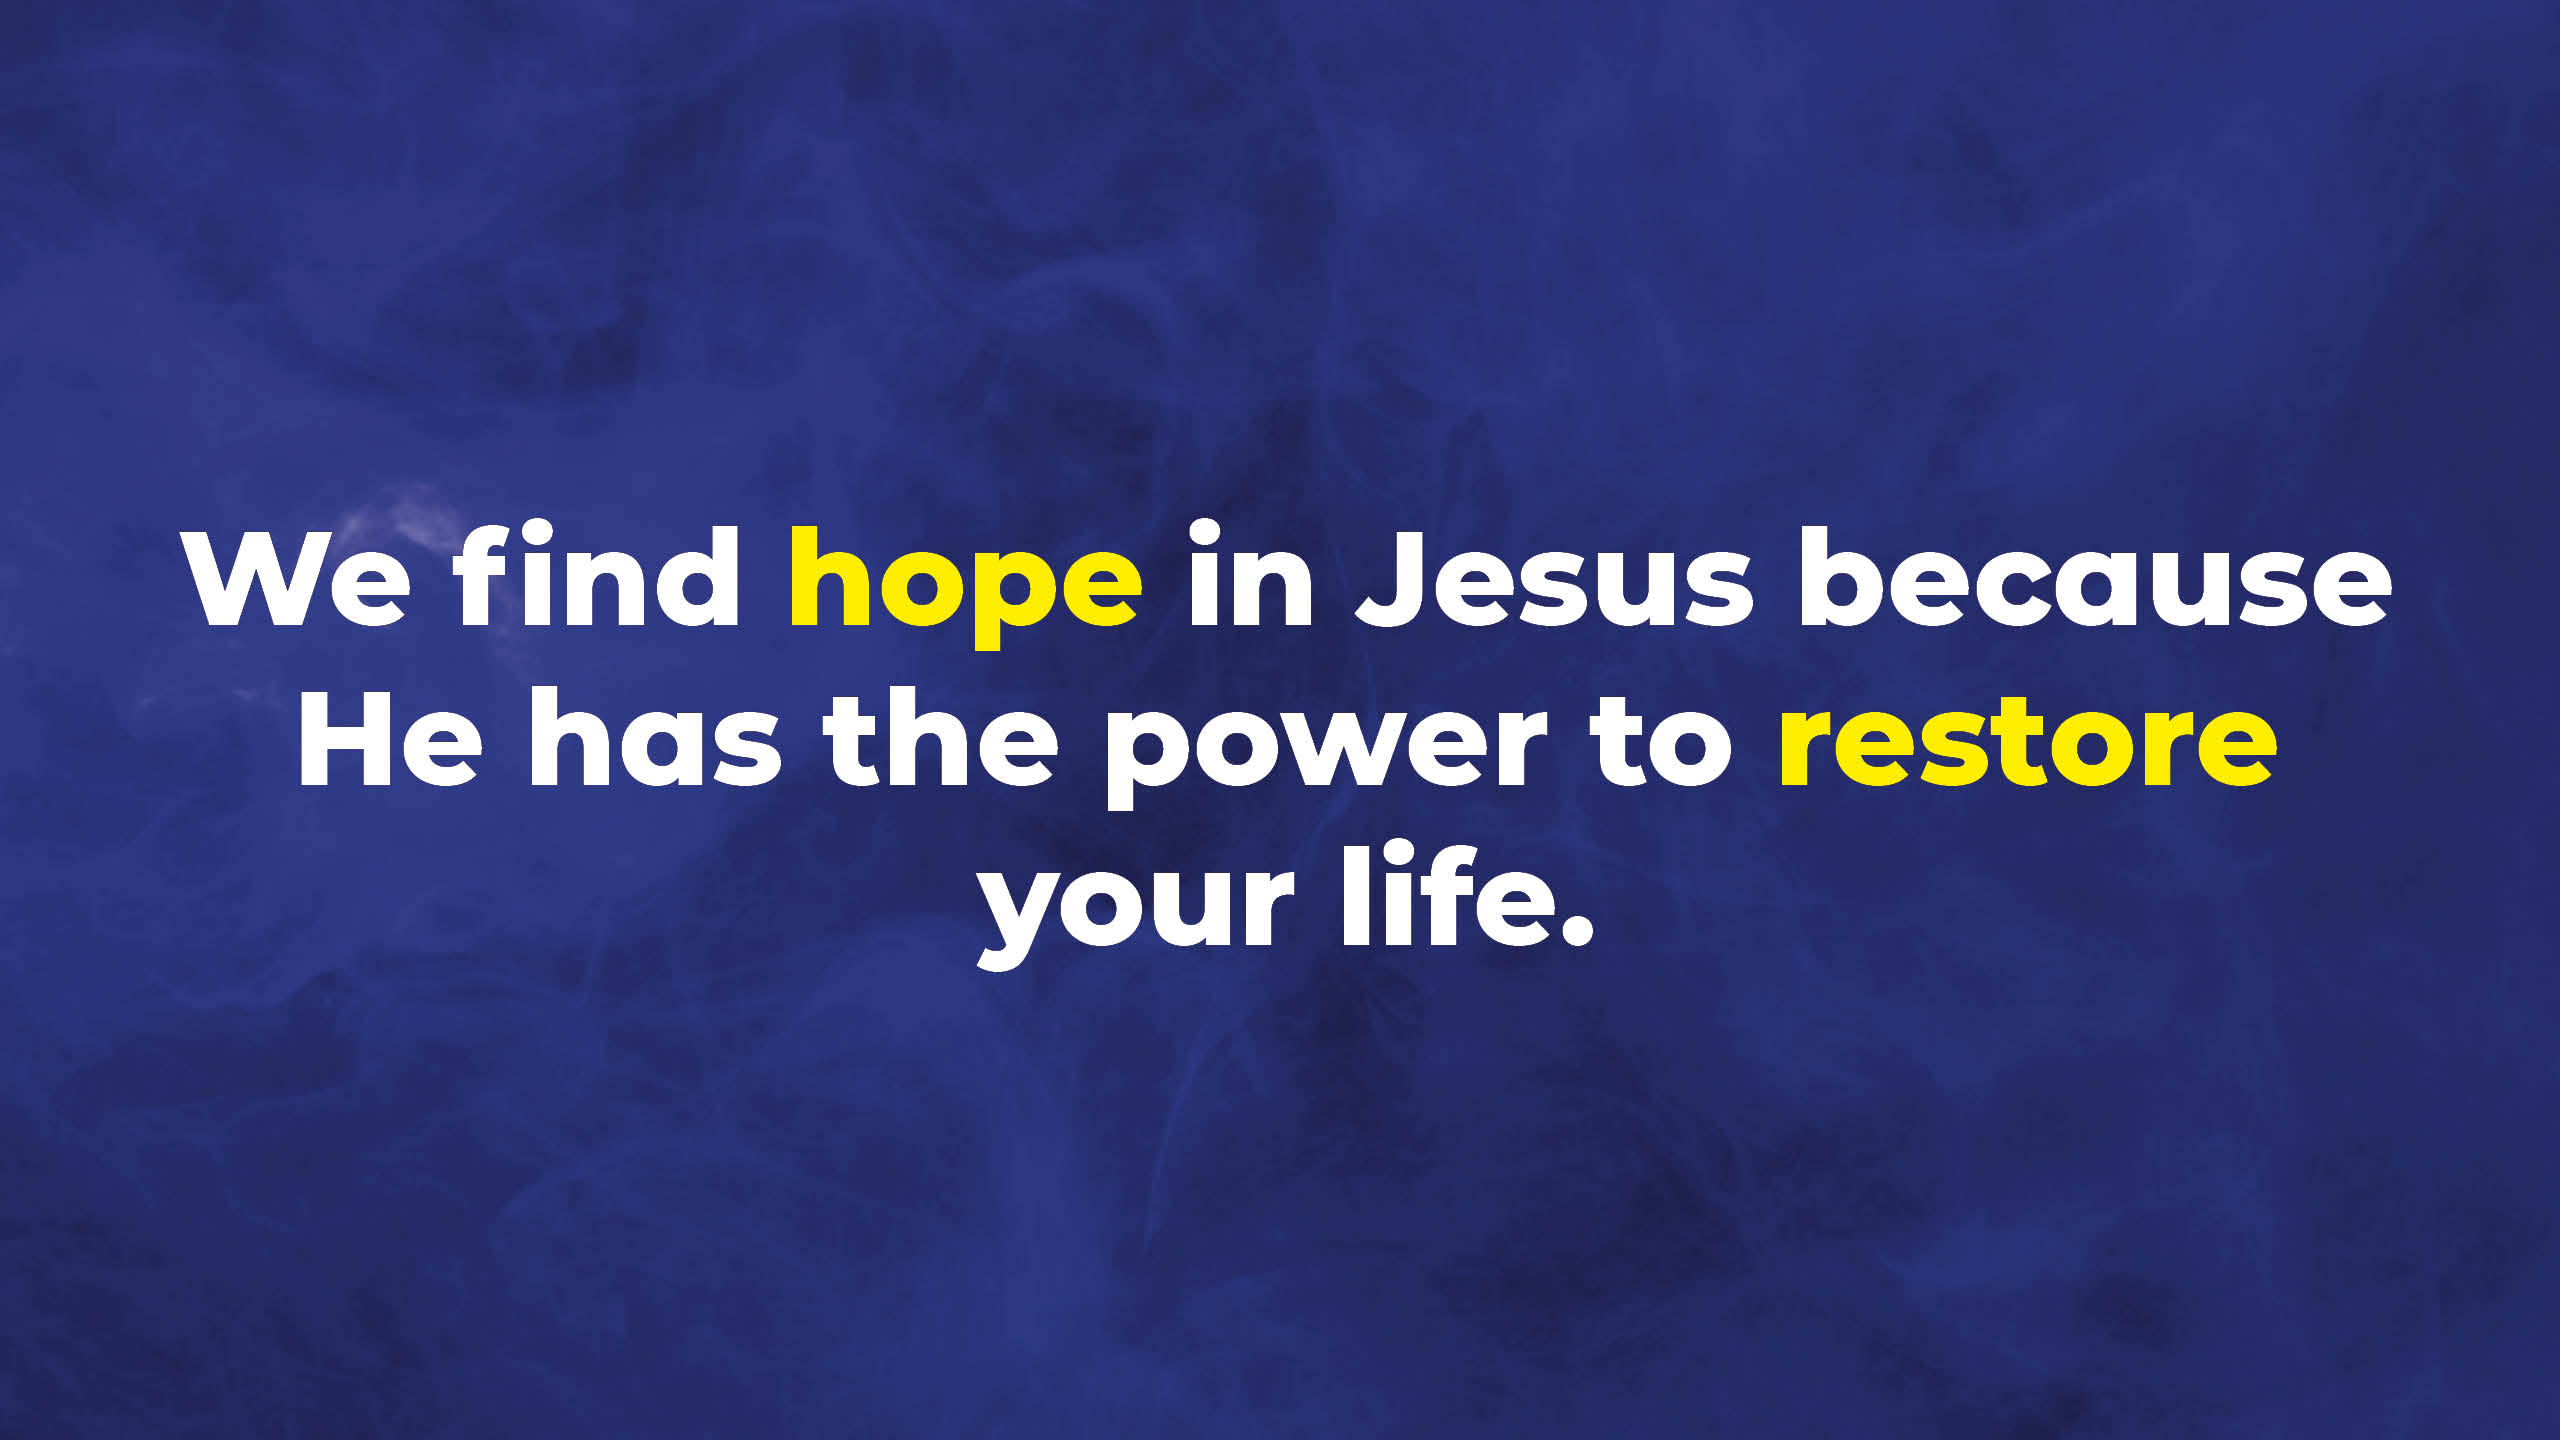 We find hope in Jesus because
He has the power to restore
your life.